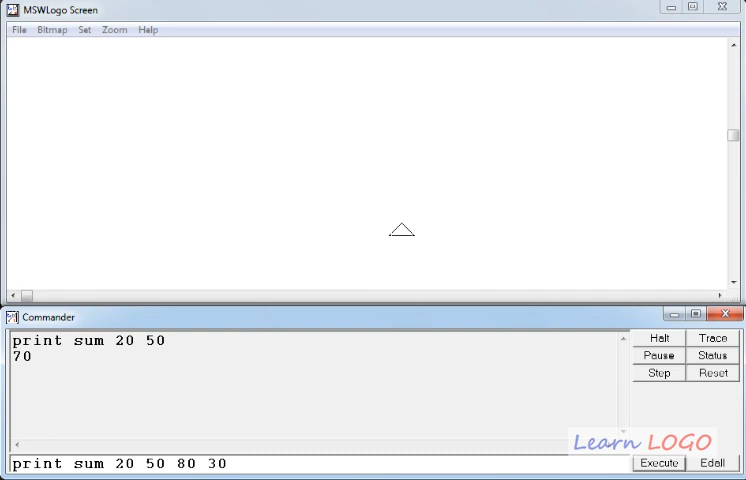 MSWLogo Screen
File Bitmap Set Zoom Help
Commander
print sum 20 50
70
Halt Trace
Pause Status
Step Reset
Learn LOGO
print sum 20 50 80 30
Execute Edall